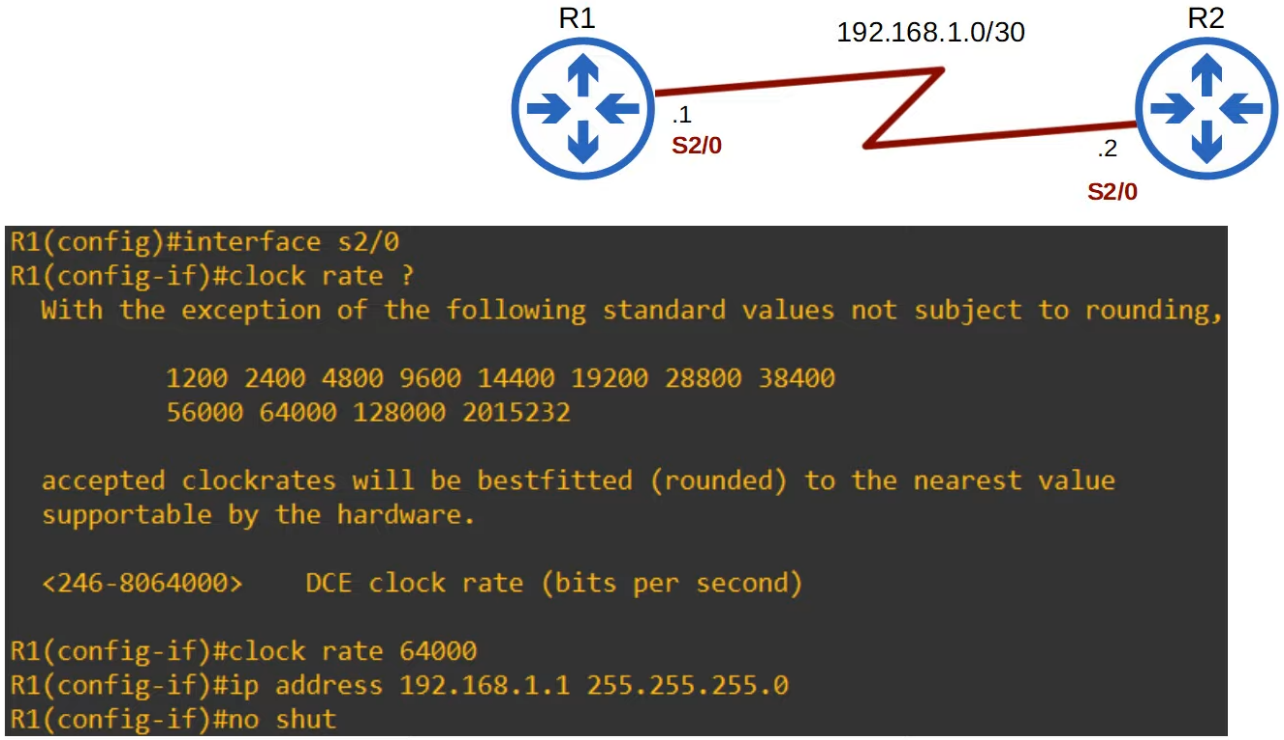 R1
R2
192.168.1.0/30
.1
S2/0
.2
S2/0
R1(config)#interface s2/0
R1(config-if)#clock rate ?
With the exception of the following standard values not subject to rounding,
1200 2400 4800 9600 14400 19200 28800 38400
56000 64000 128000 2015232
accepted clockrates will be bestfitted (rounded) to the nearest value
supportable by the hardware.
<246-8064000> DCE clock rate (bits per second)
R1(config-if)#clock rate 64000
R1(config-if)#ip address 192.168.1.1 255.255.255.0
R1(config-if)#no shut